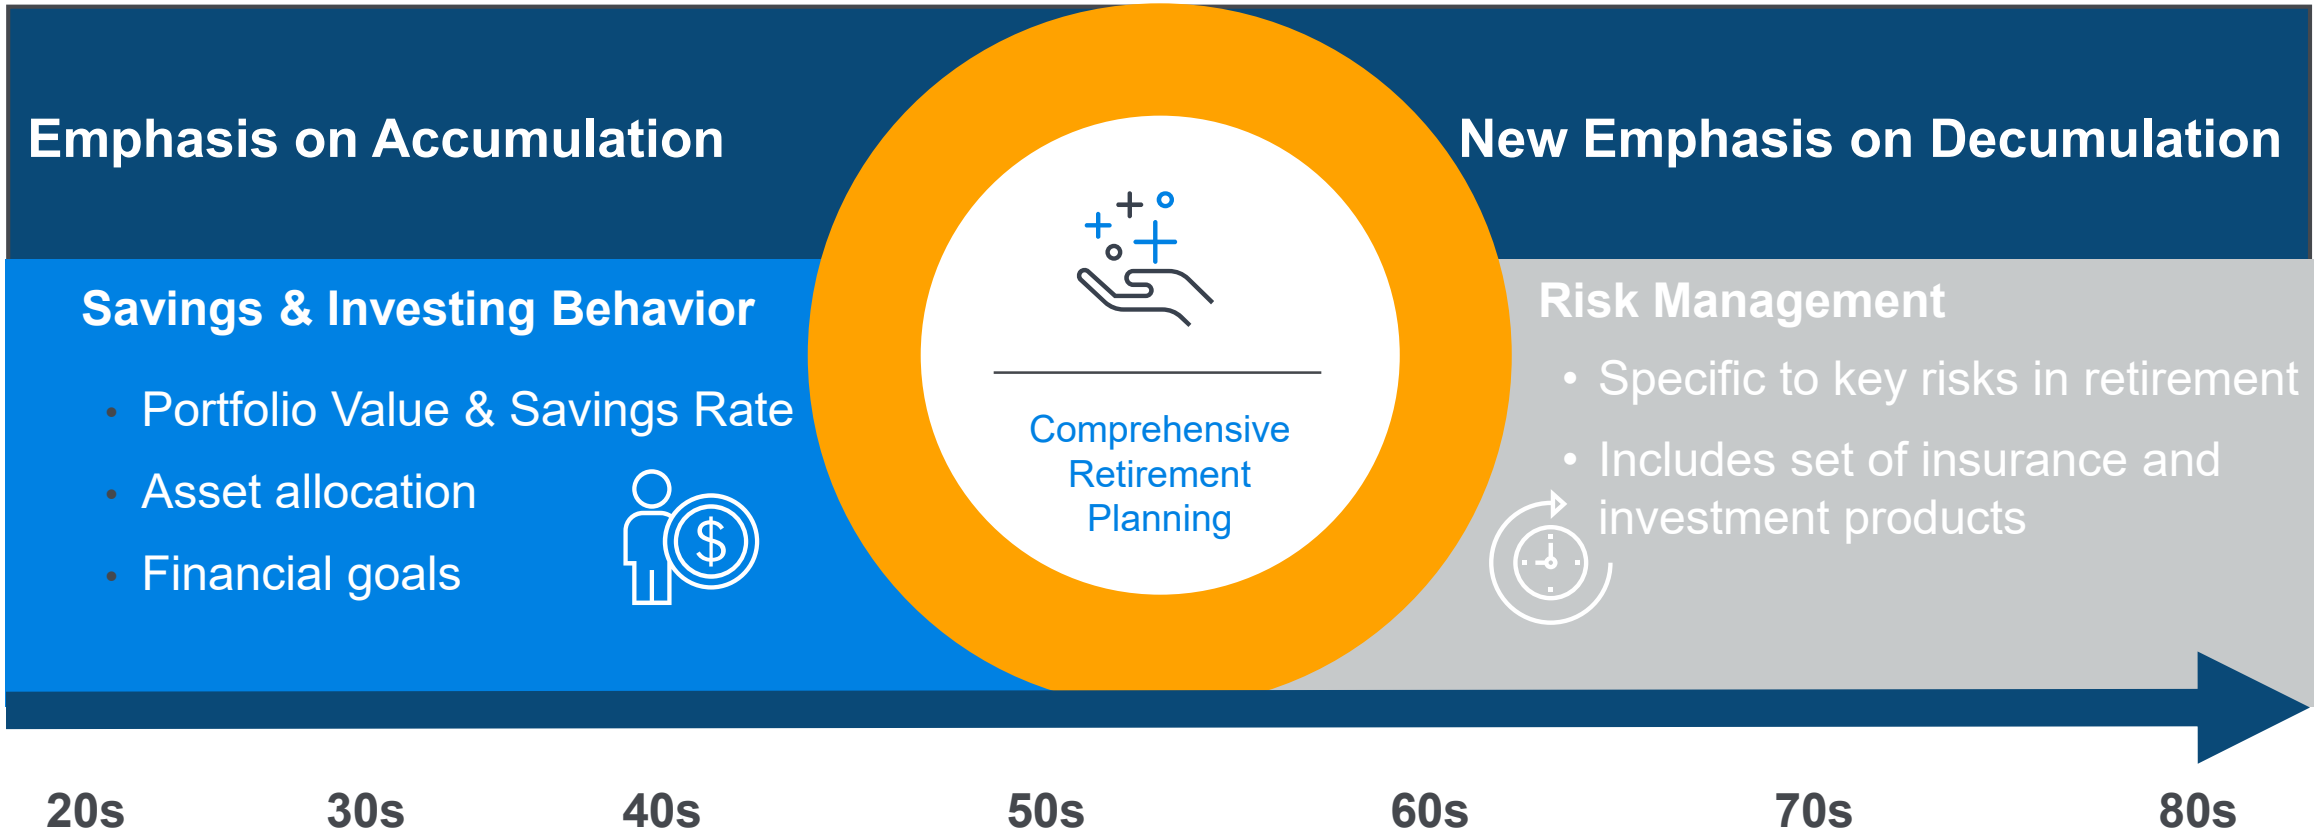 Emphasis on Accumulation
New Emphasis on Decumulation
Savings & Investing Behavior
• Portfolio Value & Savings Rate
• Asset allocation
• Financial goals
$
Comprehensive
Retirement
Planning
Risk Management
• Specific to key risks in retirement
• Includes set of insurance and
investment products
20s 30s 40s 50s 60s 70s 80s